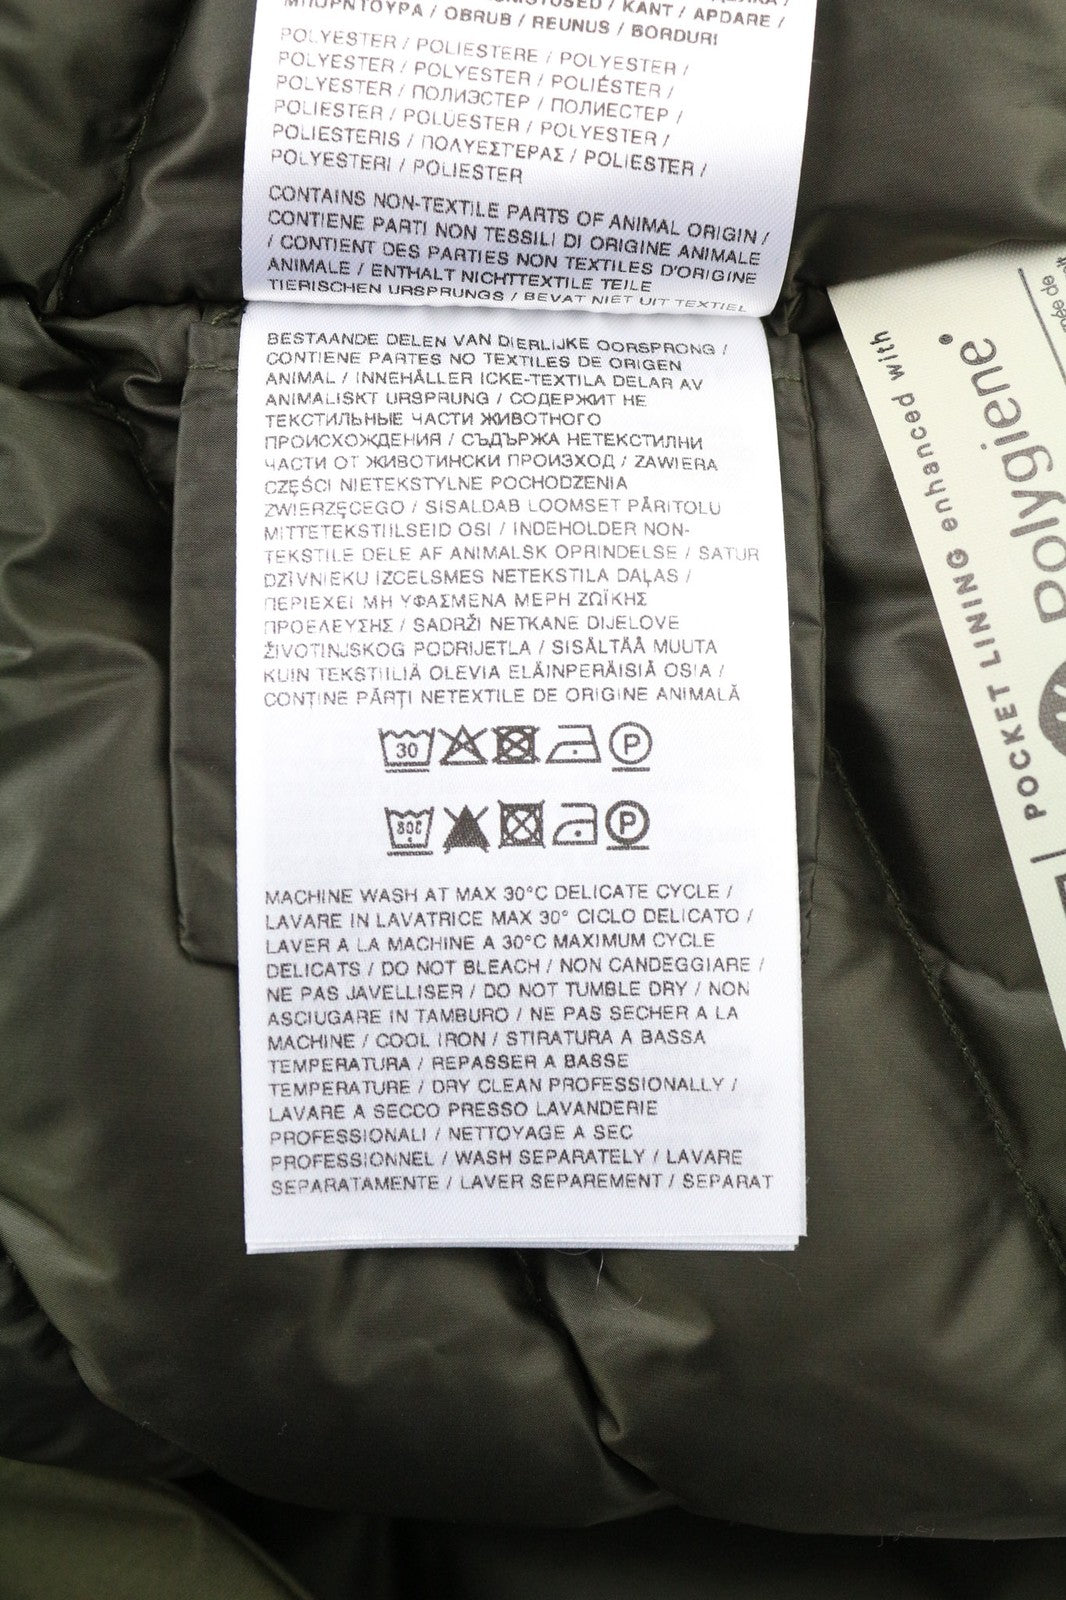 ΜΠΟΡΝΤΟΥΡΑ / OBRUB / REUNUS / BORDURI
KANT / APDARE /
POLYESTER / POLIESTERE / POLYESTER /
POLYESTER / POLYESTER / POLIÉSTER /
POLYESTER / ПОЛИЭСТЕР / ПОЛИЕСТЕР /
POLIESTER / POLÜESTER / POLYESTER /
POLIESTERIS / ΠΟΛΥΕΣΤΕΡΑΣ / POLIESTER /
POLYESTERI / POLIESTER
CONTAINS NON-TEXTILE PARTS OF ANIMAL ORIGIN /
CONTIENE PARTI NON TESSILI DI ORIGINE ANIMALE
/ CONTIENT DES PARTIES NON TEXTILES D'ORIGINE
ANIMALE / ENTHALT NICHTTEXTILE TEILE
TIERISCHEN URSPRUNGS / BEVAT NIET UIT TEXTIEL
BESTAANDE DELEN VAN DIERLIJKE OORSPRONG /
CONTIENE PARTES NO TEXTILES DE ORIGEN
ANIMAL / INNEHÅLLER ICKE-TEXTILA DELAR AV
ANIMALISKT URSPRUNG / СОДЕРЖИТ НЕ
ТЕКСТИЛЬНЫЕ ЧАСТИ ЖИВОТНОГО
ПРОИСХОЖДЕНИЯ / СЪДЪРЖА НЕТЕКСТИЛНИ
ЧАСТИ ОТ ЖИВОТИНСКИ ПРОИЗХОД / ZAWIERA
CZĘŚCI NIETEKSTYLNE POCHODZENIA
ZWIERZĘCEGO / SISALDAB LOOMSET PÄRITOLU
MITTETEKSTIILSEID OSI / INDEHOLDER NON-
TEKSTILE DELE AF ANIMALSK OPRINDELSE / SATUR
DZĪVNIEKU IZCELSMES NETEKSTILA DAĻAS /
ΠΕΡΙΕΧΕΙ ΜΗ ΥΦΑΣΜΕΝΑ ΜΕΡΗ ΖΩΪΚΗΣ
ΠΡΟΕΛΕΥΣΗΣ / SADRŽI NETKANE DIJELOVE
ŽIVOTINJSKOG PODRIJETLA / SISÄLTÄÄ MUUTA
KUIN TEKSTIILIÄ OLEVIA ELÄINPERÄISIÄ OSIA /
CONȚINE PĂRȚI NETEXTILE DE ORIGINE ANIMALĂ
30 P
30C P
MACHINE WASH AT MAX 30°C DELICATE CYCLE /
LAVARE IN LAVATRICE MAX 30° CICLO DELICATO /
LAVER A LA MACHINE A 30°C MAXIMUM CYCLE
DELICATS / DO NOT BLEACH / NON CANDEGGIARE /
NE PAS JAVELLISER / DO NOT TUMBLE DRY / NON
ASCIUGARE IN TAMBURO / NE PAS SECHER A LA
MACHINE / COOL IRON / STIRATURA A BASSA
TEMPERATURA / REPASSER A BASSE
TEMPERATURE / DRY CLEAN PROFESSIONALLY /
LAVARE A SECCO PRESSO LAVANDERIE
PROFESSIONALI / NETTOYAGE A SEC
PROFESSIONNEL / WASH SEPARATELY / LAVARE
SEPARATAMENTE / LAVER SEPAREMENT / SEPARAT
POCKET LINING enhanced with
Polygiene®